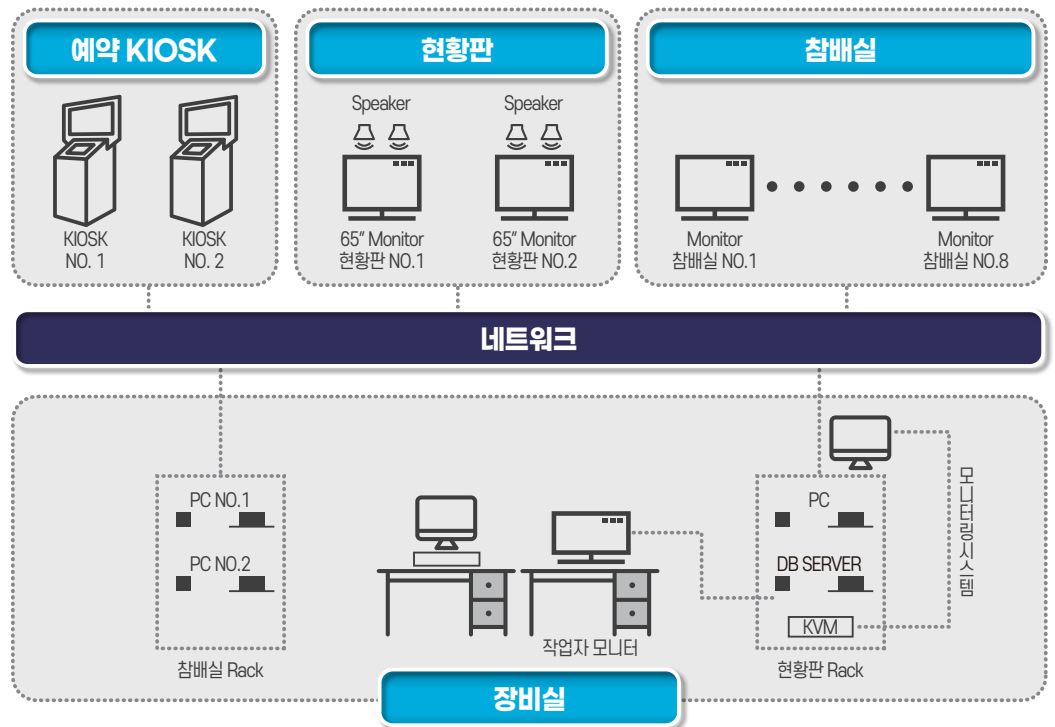 예약 KIOSK
KIOSK
NO. 1
KIOSK
NO. 2
현황판
Speaker
Speaker
65" Monitor
현황판 NO.1
65" Monitor
현황판 NO.2
참배실
Monitor
참배실 NO.1
Monitor
참배실 NO.8
네트워크
PC NO.1
PC NO.2
참배실 Rack
작업자 모니터
PC
DB SERVER
KVM
현황판 Rack
모니터링시스템
장비실